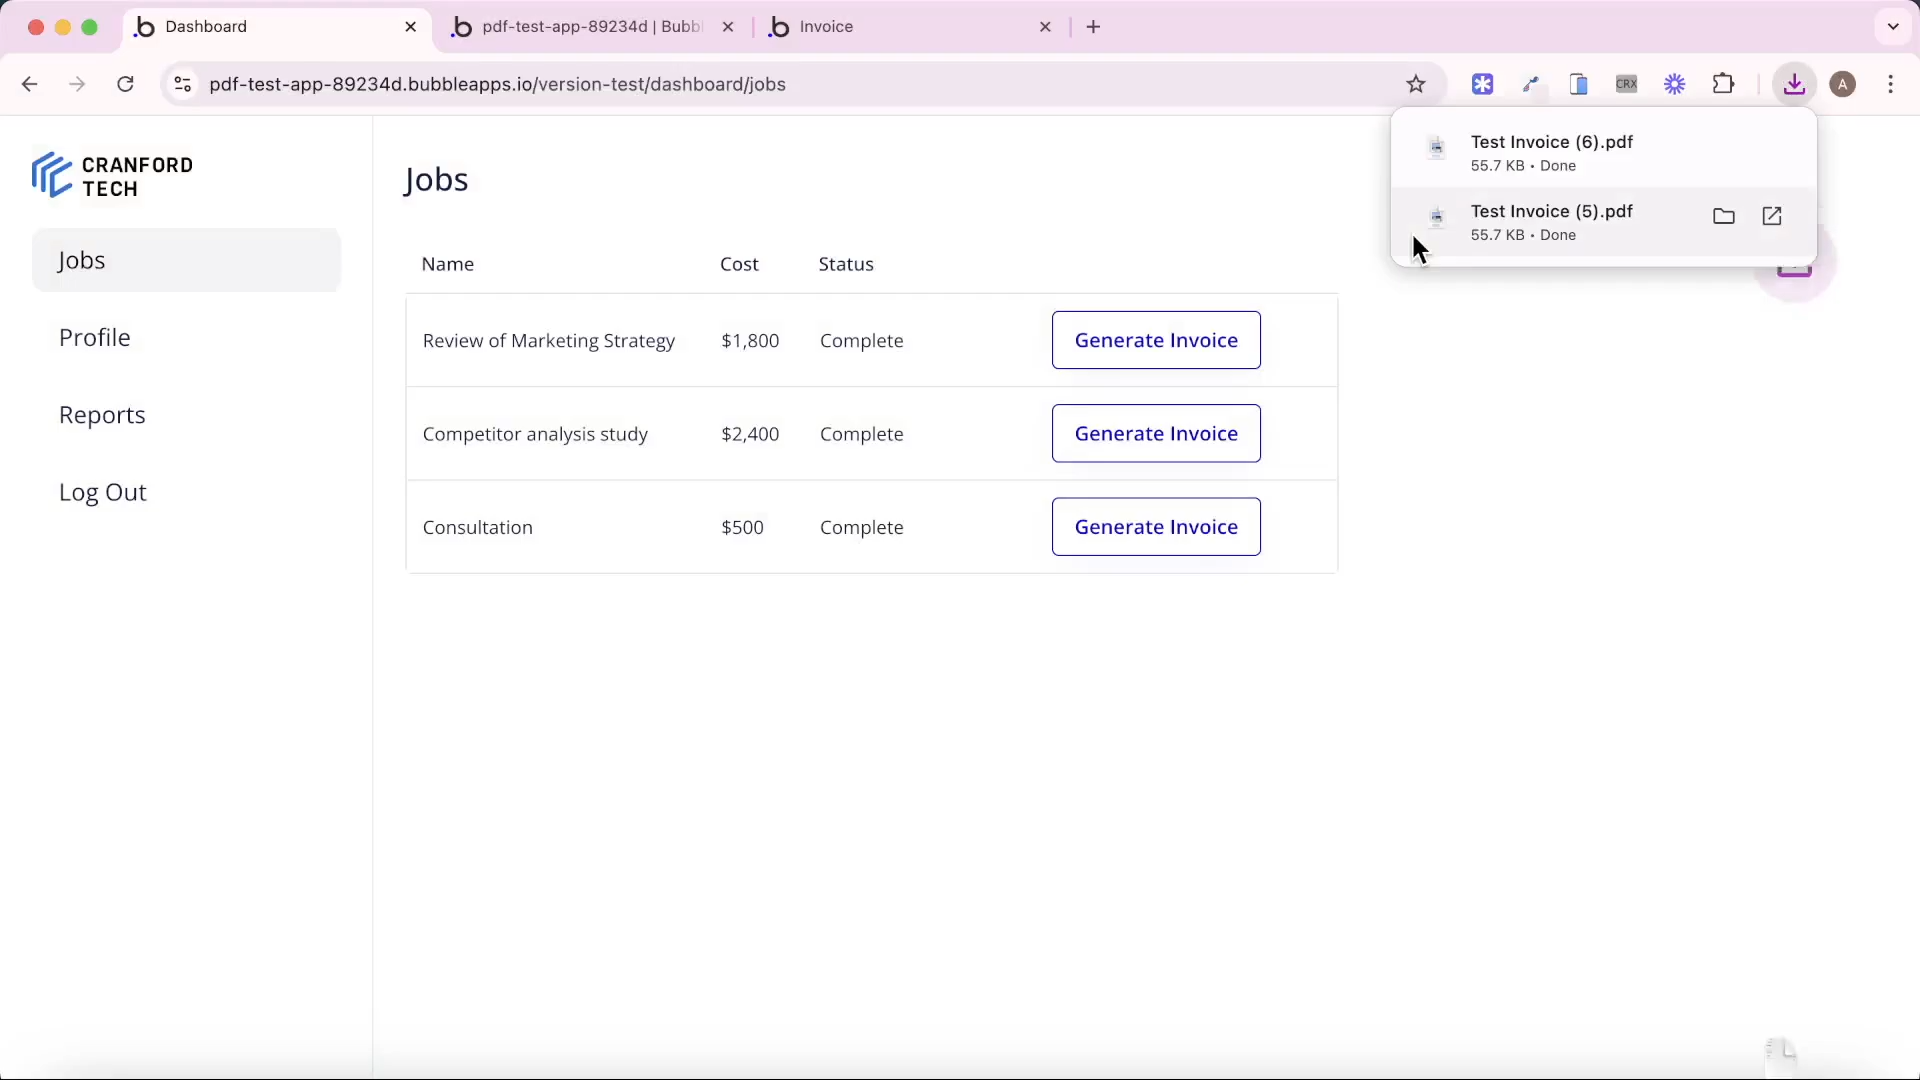 Dashboard
pdf-test-app-89234d | Bubbl
Invoice
pdf-test-app-89234d.bubbleapps.io/version-test/dashboard/jobs
CRX
A
Test Invoice (6).pdf
55.7 KB • Done
Test Invoice (5).pdf
55.7 KB • Done
CRANFORD
TECH
Jobs
Profile
Reports
Log Out
Jobs
Name Cost Status
Review of Marketing Strategy $1,800 Complete Generate Invoice
Competitor analysis study $2,400 Complete Generate Invoice
Consultation $500 Complete Generate Invoice